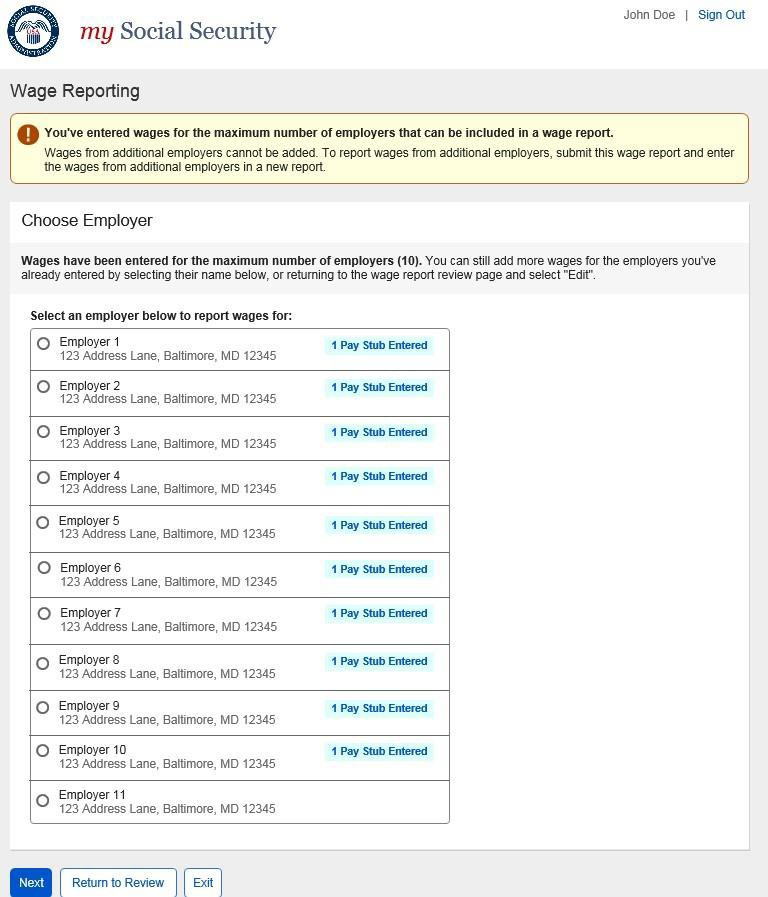 John Doe | Sign Out
USA
my Social Security
Wage Reporting
You've entered wages for the maximum number of employers that can be included in a wage report.
Wages from additional employers cannot be added. To report wages from additional employers, submit this wage report and enter
the wages from additional employers in a new report.
Choose Employer
Wages have been entered for the maximum number of employers (10). You can still add more wages for the employers you've
already entered by selecting their name below, or returning to the wage report review page and select "Edit".
Select an employer below to report wages for:
Employer 1
123 Address Lane, Baltimore, MD 12345
1 Pay Stub Entered
Employer 2
123 Address Lane, Baltimore, MD 12345
1 Pay Stub Entered
Employer 3
123 Address Lane, Baltimore, MD 12345
1 Pay Stub Entered
Employer 4
123 Address Lane, Baltimore, MD 12345
1 Pay Stub Entered
Employer 5
123 Address Lane, Baltimore, MD 12345
1 Pay Stub Entered
Employer 6
123 Address Lane, Baltimore, MD 12345
1 Pay Stub Entered
Employer 7
123 Address Lane, Baltimore, MD 12345
1 Pay Stub Entered
Employer 8
123 Address Lane, Baltimore, MD 12345
1 Pay Stub Entered
Employer 9
123 Address Lane, Baltimore, MD 12345
1 Pay Stub Entered
Employer 10
123 Address Lane, Baltimore, MD 12345
1 Pay Stub Entered
Employer 11
123 Address Lane, Baltimore, MD 12345
Next
Return to Review
Exit